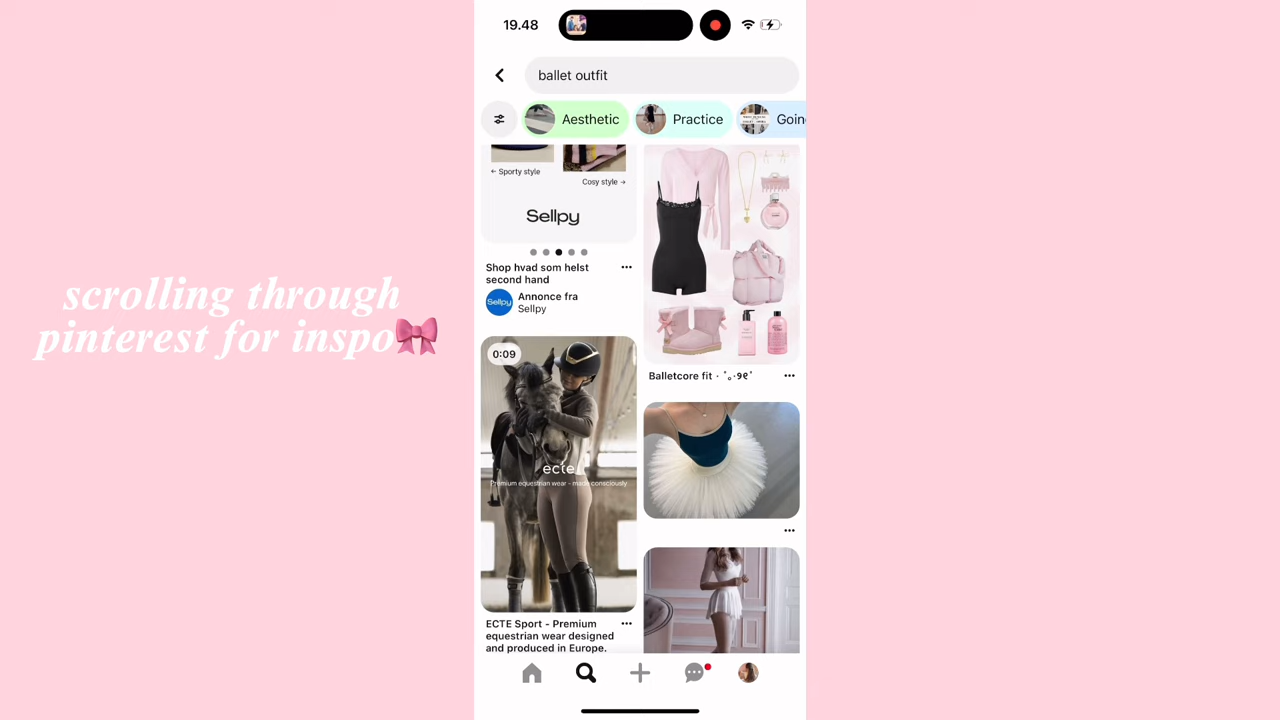 19.48
ballet outfit
Aesthetic
Practice
Goin
← Sporty style
Cosy style →
Sellpy
Shop hvad som helst
second hand
Sellpy
Annonce fra
Sellpy
0:09
ecte
Premium equestrian wear - made consciously
ECTE Sport - Premium
equestrian wear designed
and produced in Europe.
Balletcore fit ⋅ ˚｡⋅୨୧˚
scrolling through
pinterest for inspo🎀